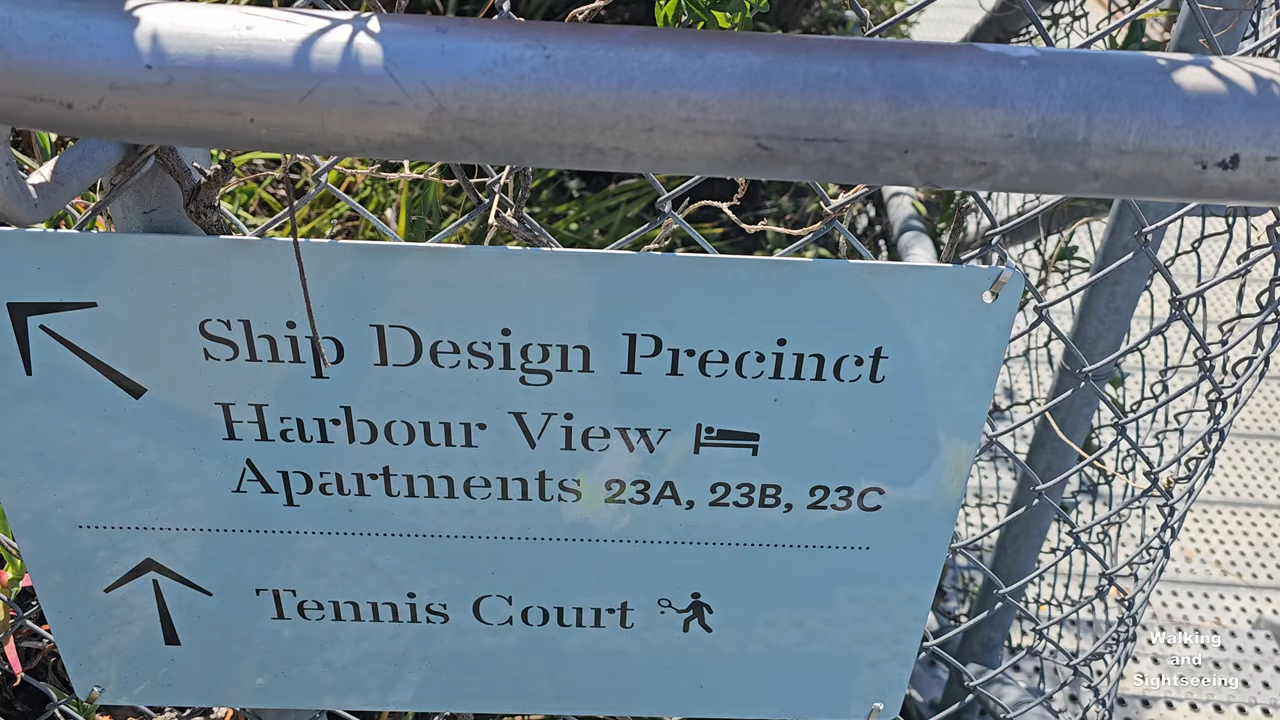 Ship Design Precinct
Harbour View
Apartments 23A, 23B, 23C
Tennis Court
Walking
and
Sightseeing